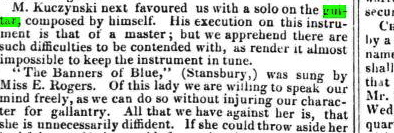 M. Kuczynski next favoured us with a solo on the gui-
tar, composed by himself. His execution on this instru-
ment is that of a master; but we apprehend there are
such difficulties to be contended with, as render it almost
impossible to keep the instrument in tune.
"The Banners of Blue," (Stansbury,) was sung by
Miss E. Rogers. Of this lady we are willing to speak our
mind freely, as we can do so without injuring our charac-
ter for gallantry. All that we have against her is, that
she is unnecessarily diffident. If she could throw aside her
secur
by a
name
shall
that
Mr.
Wed
quar